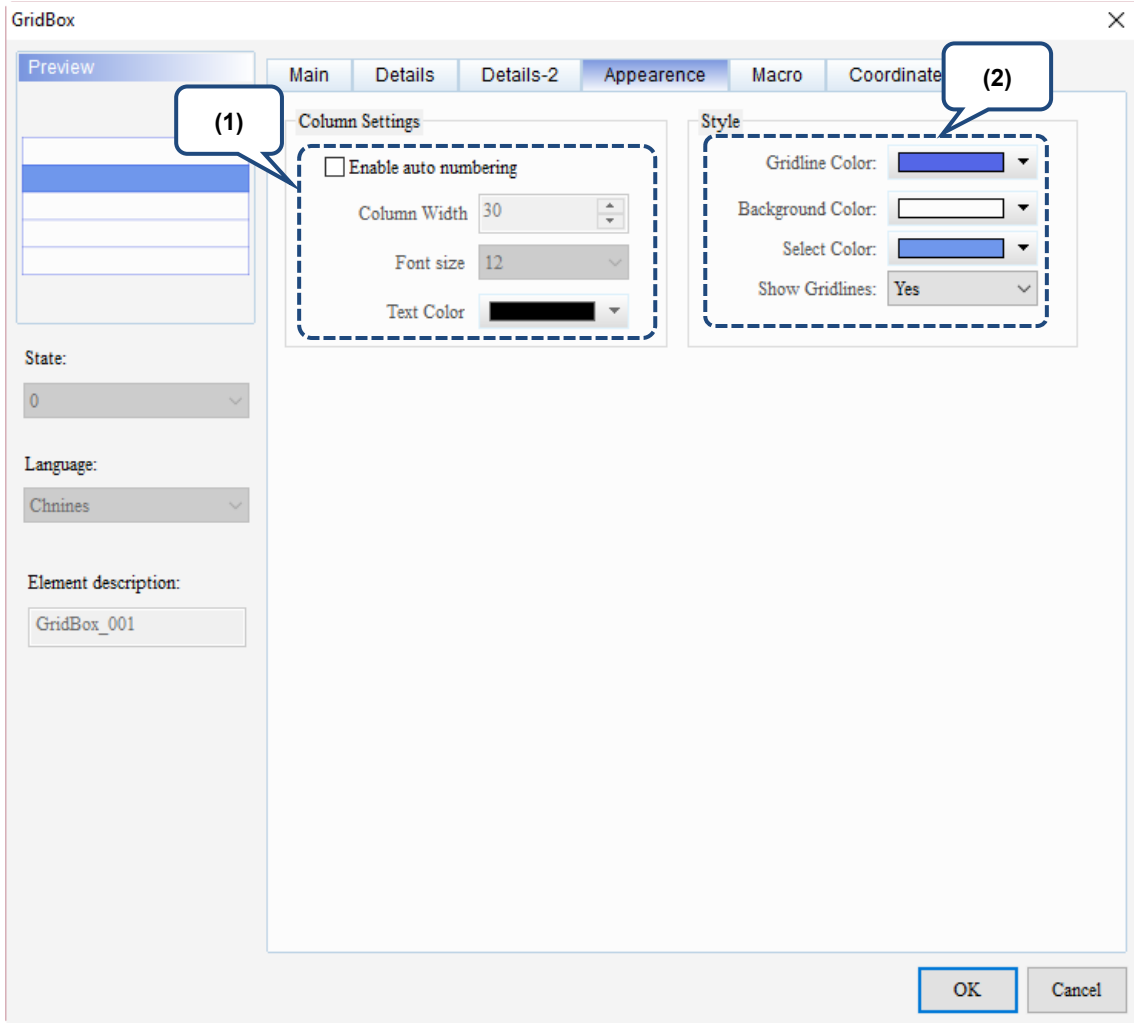 GridBox
Preview
Main
Details
Details-2
Appearence
Macro
Coordinate
(1)
(2)
Column Settings
Enable auto numbering
Column Width 30
Font size 12
Text Color
Style
Gridline Color:
Background Color:
Select Color:
Show Gridlines: Yes
State:
0
Language:
Chnines
Element description:
GridBox_001
OK
Cancel